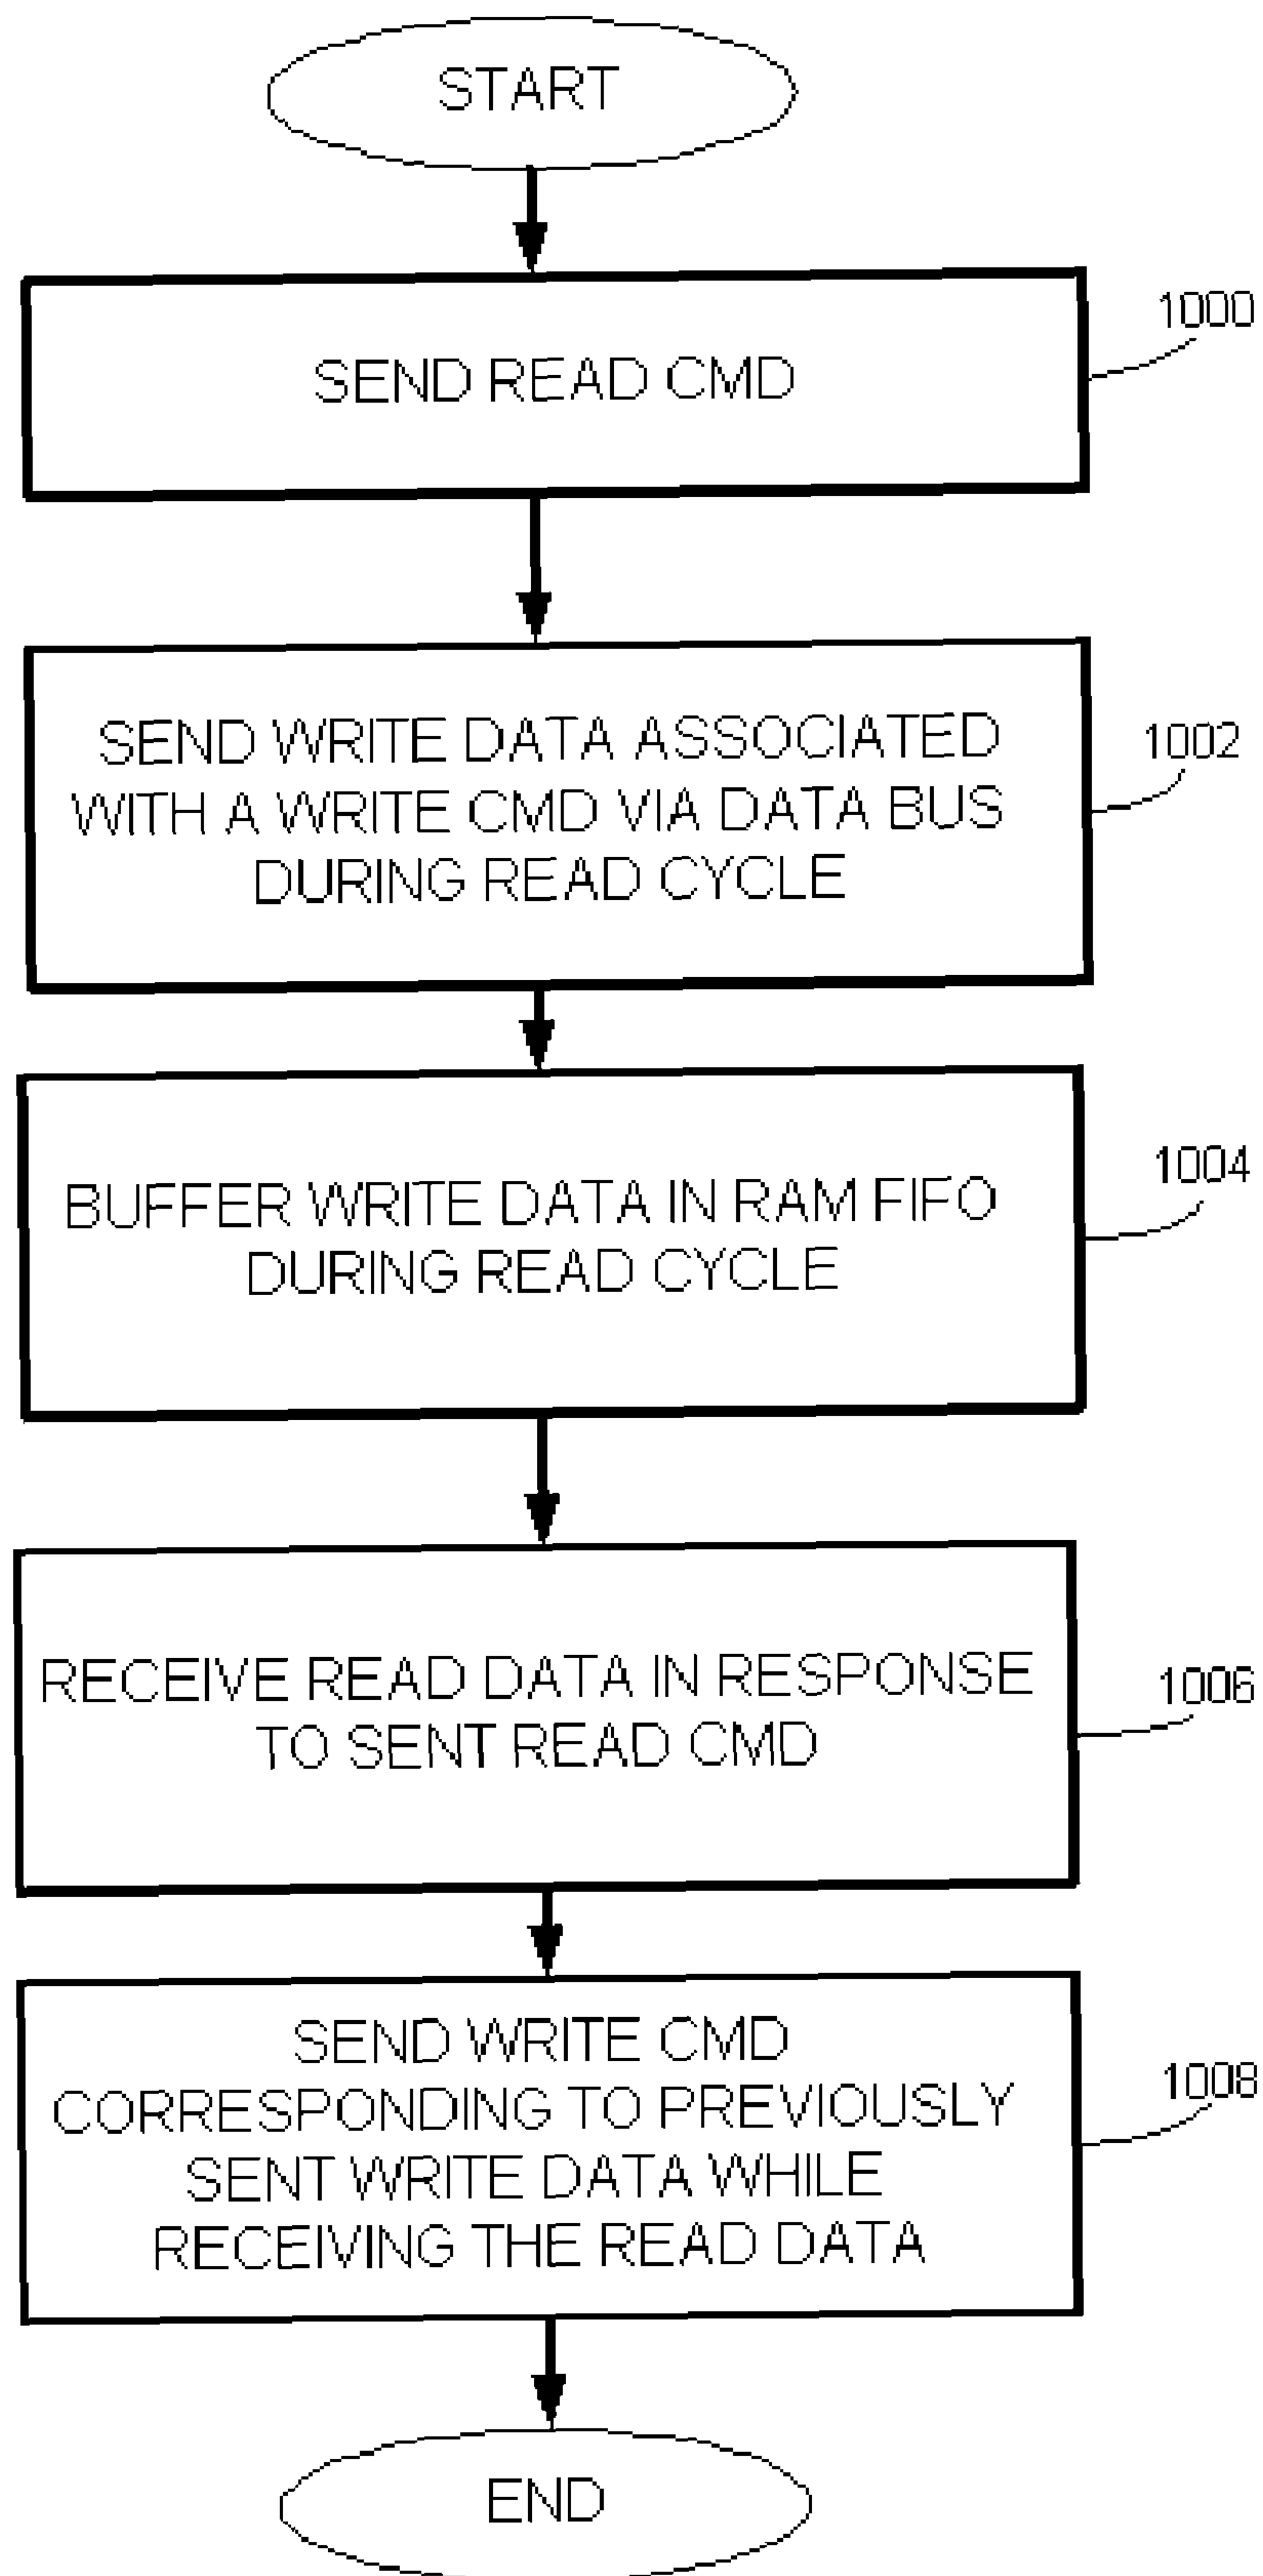 START
SEND READ CMD
1000
SEND WRITE DATA ASSOCIATED
WITH A WRITE CMD VIA DATA BUS
DURING READ CYCLE
1002
BUFFER WRITE DATA IN RAM FIFO
DURING READ CYCLE
1004
RECEIVE READ DATA IN RESPONSE
TO SENT READ CMD
1006
SEND WRITE CMD
CORRESPONDING TO PREVIOUSLY
SENT WRITE DATA WHILE
RECEIVING THE READ DATA
1008
END